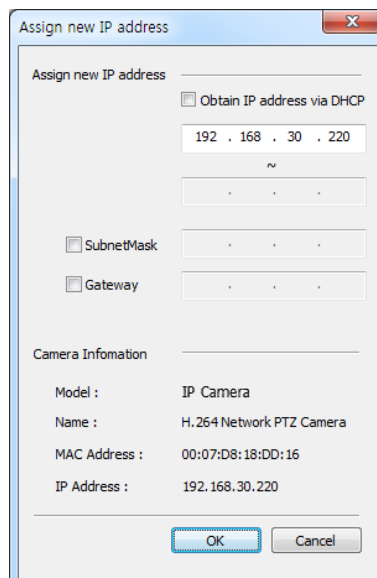 Assign new IP address
Assign new IP address
Obtain IP address via DHCP
192 . 168 . 30 . 220
~
. . .
SubnetMask . . .
Gateway . . .
Camera Infomation
Model : IP Camera
Name : H.264 Network PTZ Camera
MAC Address : 00:07:D8:18:DD:16
IP Address : 192.168.30.220
OK Cancel